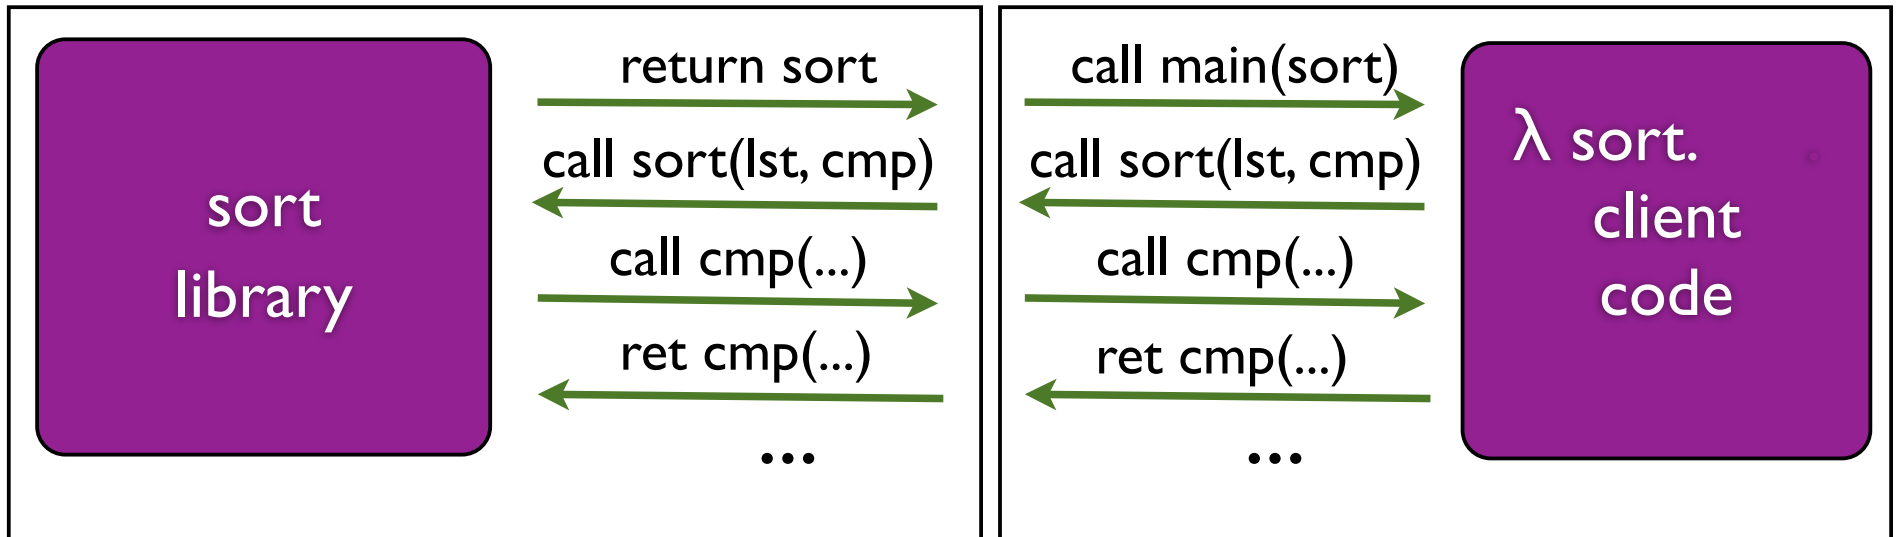 sort
library
return sort
call sort(lst, cmp)
call cmp(...)
ret cmp(...)
...
call main(sort)
call sort(lst, cmp)
call cmp(...)
ret cmp(...)
...
λ sort.
client
code